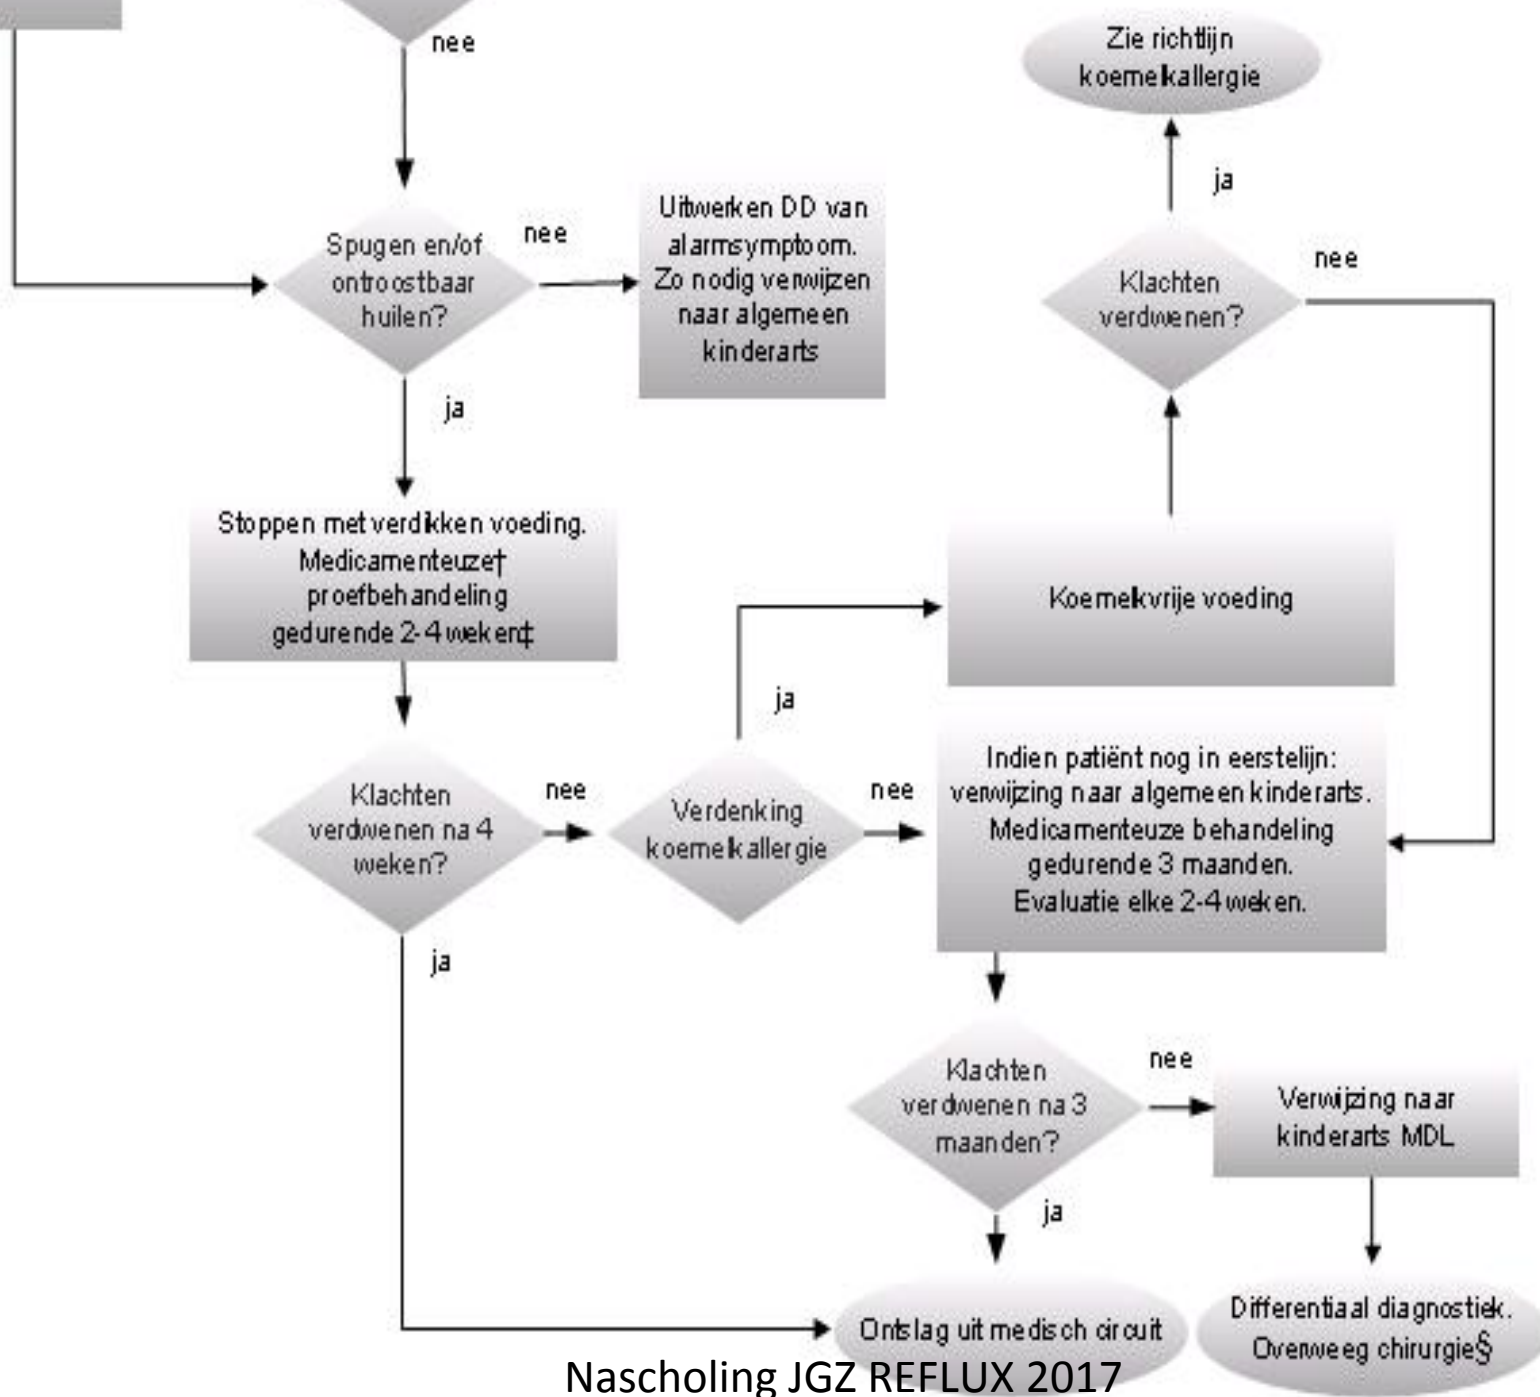 nee
Zie richtlijn
koemelkallergie
ja
Spugen en/of
ontroostbaar
huilen?
nee
Uitwerken DD van
alarmsymptoom.
Zo nodig verwijzen
naar algemeen
kinderarts
Klachten
verdwenen?
nee
ja
Stoppen met verdikken voeding.
Medicamenteuze†
proefbehandeling
gedurende 2-4 weken‡
Koemelkvrije voeding
ja
Klachten
verdwenen na 4
weken?
nee
Verdenking
koemelkallergie
nee
Indien patiënt nog in eerstelijn:
verwijzing naar algemeen kinderarts.
Medicamenteuze behandeling
gedurende 3 maanden.
Evaluatie elke 2-4 weken.
ja
Klachten
verdwenen na 3
maanden?
nee
Verwijzing naar
kinderarts MDL
ja
Ontslag uit medisch circuit
Differentiaal diagnostiek.
Overweeg chirurgie§
Nascholing JGZ REFLUX 2017